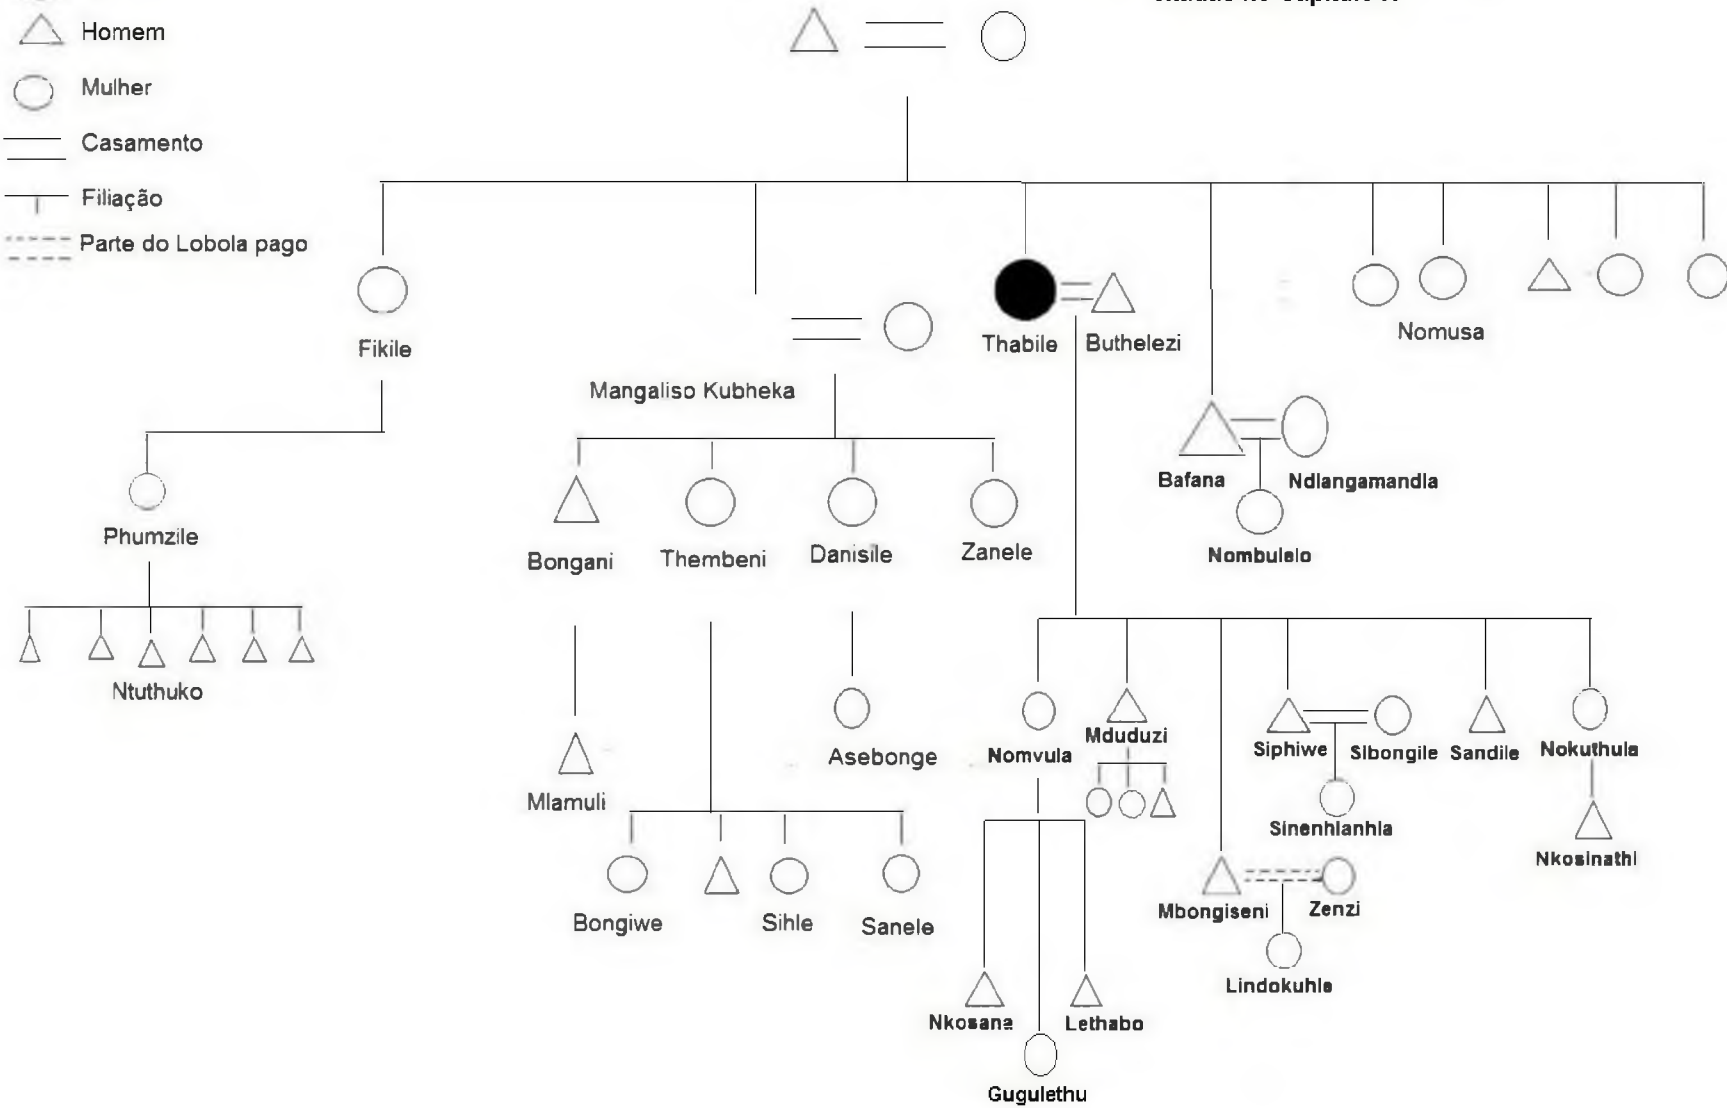 Homem
Mulher
Casamento
Filiação
Parte do Lobola pago
Fikile
Thabile
Buthelezi
Nomusa
Mangaliso Kubheka
Bafana
Ndlangamandla
Phumzile
Bongani
Thembeni
Danisile
Zanele
Nombulelo
Ntuthuko
Mlamuli
Asebonge
Nomvula
Mduduzi
Siphiwe
Sibongile
Sandile
Nokuthula
Sinenhlanhla
Nkosinathi
Bongiwe
Sihle
Sanele
Mbongiseni
Zenzi
Lindokuhle
Nkosana
Lethabo
Gugulethu